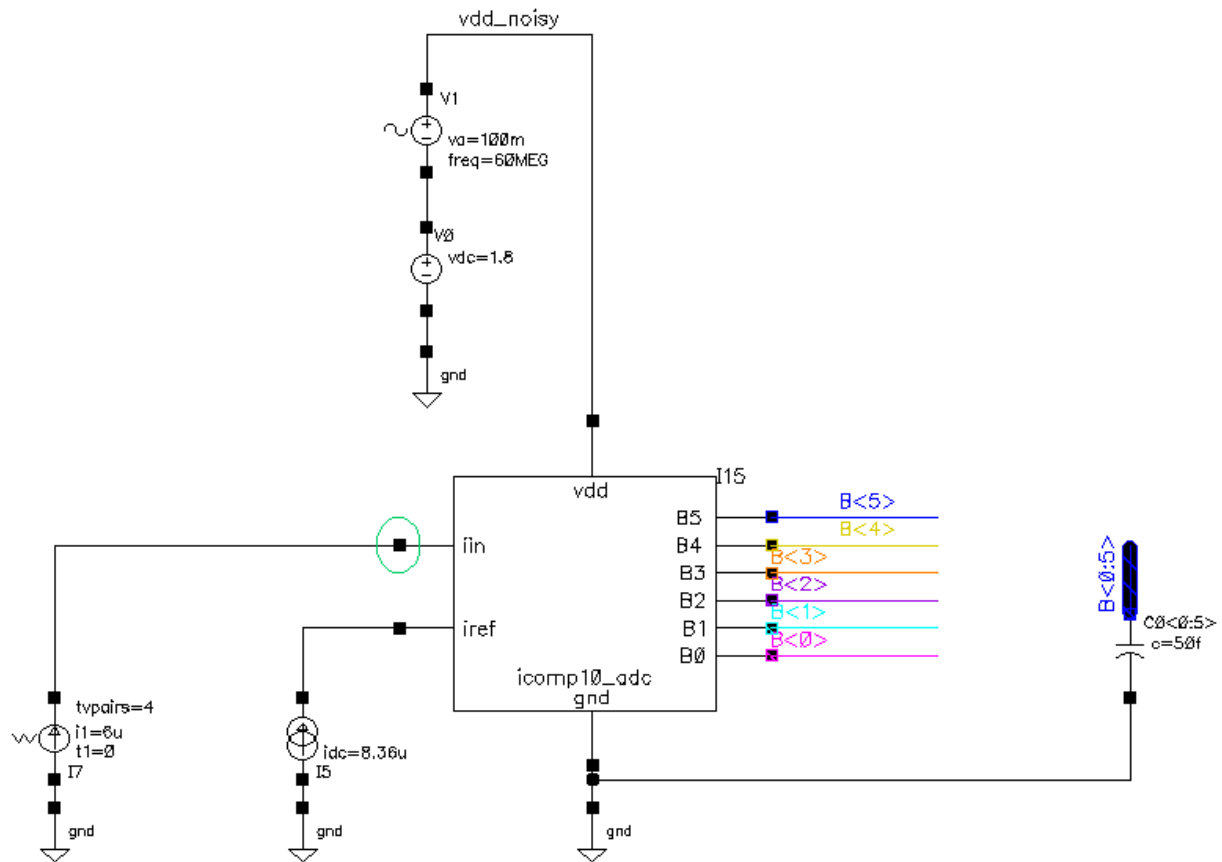 vdd_noisy
V1
va=100m
freq=60MEG
V0
vdc=1.8
gnd
I15
vdd
B5
B<5>
B<4>
iin
B4
B<3>
B3
B<2>
B2
B<1>
iref
B1
B<0>
B0
icomp10_adc
gnd
B<0:5>
C0<0:5>
c=50f
tvpairs=4
i1=6u
t1=0
I7
idc=8.36u
I5
gnd
gnd
gnd